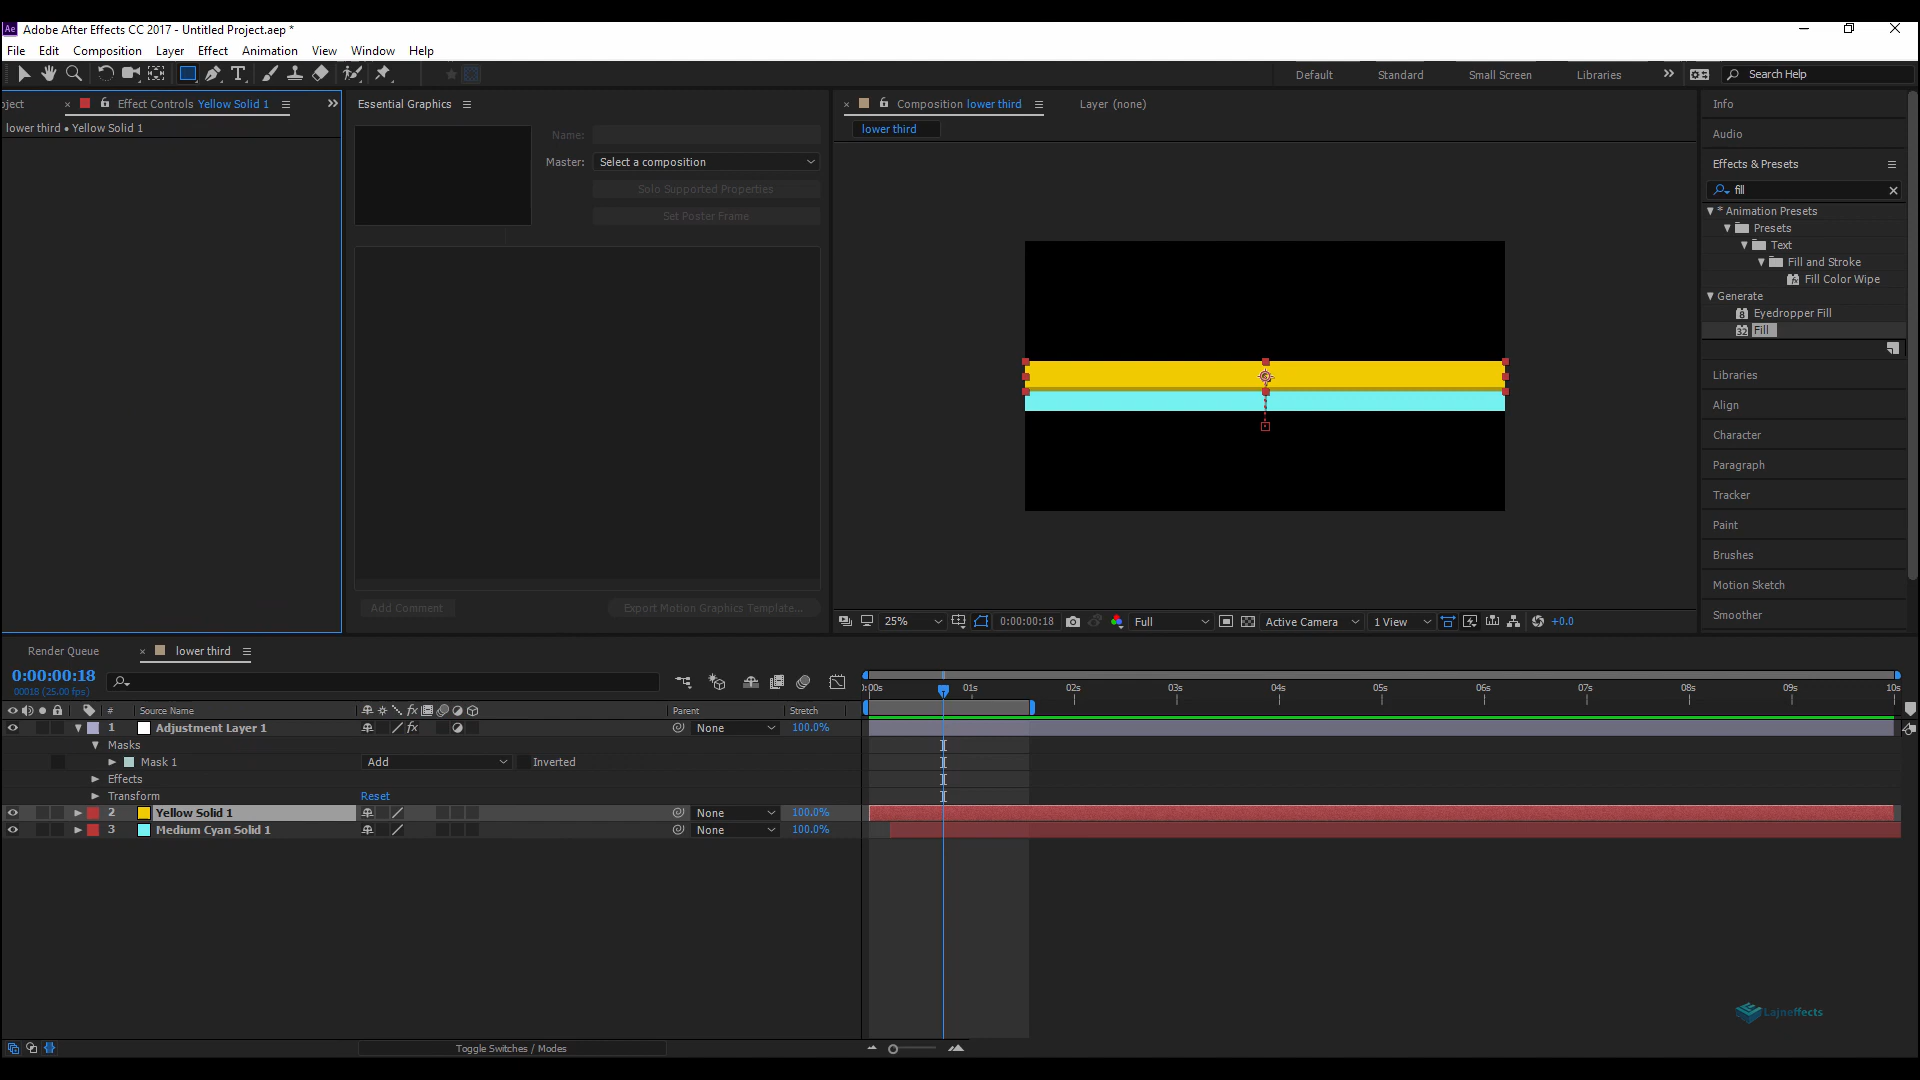 Ae Adobe After Effects CC 2017 - Untitled Project.aep *
File Edit Composition Layer Effect Animation View Window Help
T Default Standard Small Screen Libraries Search Help
oject × Effect Controls Yellow Solid 1
lower third • Yellow Solid 1
Essential Graphics
Name:
Master: Select a composition
Solo Supported Properties
Set Poster Frame
Add Comment Export Motion Graphics Template...
× Composition lower third Layer (none)
lower third
25% 0:00:00:18 Full Active Camera 1 View +0.0
Info
Audio
Effects & Presets
fill
* Animation Presets
Presets
Text
Fill and Stroke
Fill Color Wipe
Generate
8 Eyedropper Fill
32 Fill
Libraries
Align
Character
Paragraph
Tracker
Paint
Brushes
Motion Sketch
Smoother
Render Queue × lower third
0:00:00:18
00018 (25.00 fps)
):00s 01s 02s 03s 04s 05s 06s 07s 08s 09s 10s
# Source Name fx Parent Stretch
1 Adjustment Layer 1 fx None 100.0%
Masks
Mask 1 Add Inverted
Effects
Transform Reset
2 Yellow Solid 1 None 100.0%
3 Medium Cyan Solid 1 None 100.0%
Toggle Switches / Modes
Lajneffects